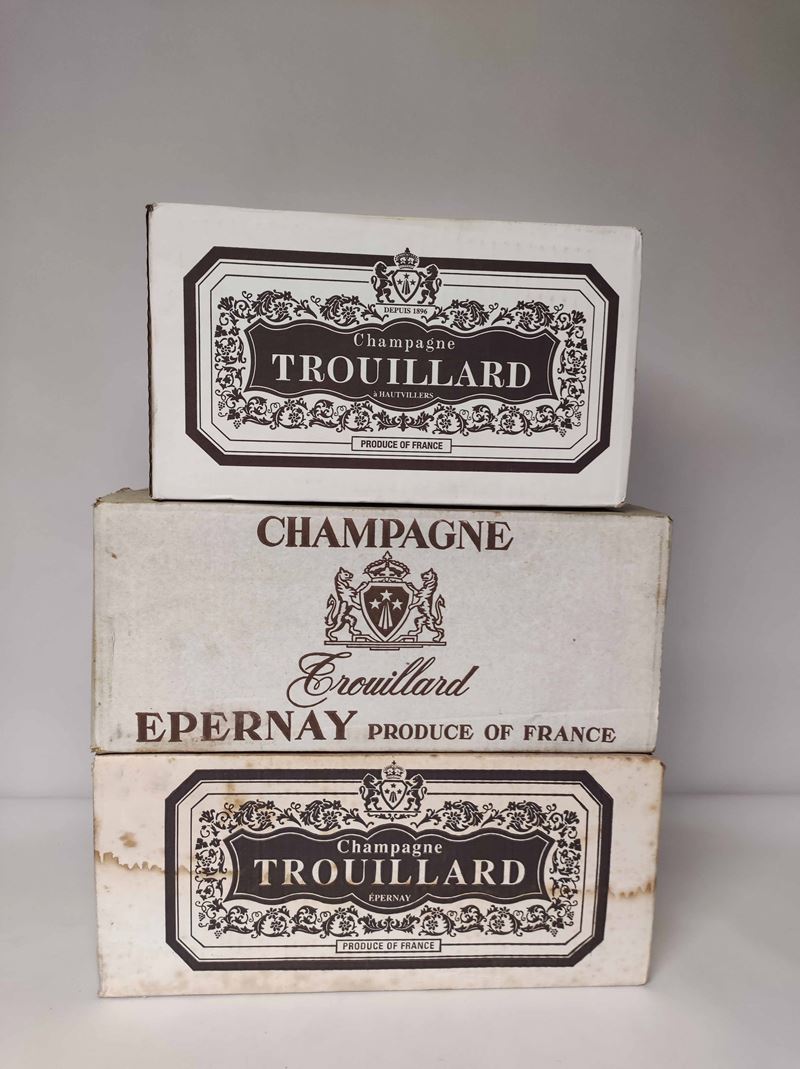 DEPUIS 1896
Champagne
TROUILLARD
à HAUTVILLERS
PRODUCE OF FRANCE
CHAMPAGNE
Trouillard
EPERNAY PRODUCE OF FRANCE
Champagne
TROUILLARD
ÉPERNAY
PRODUCE OF FRANCE